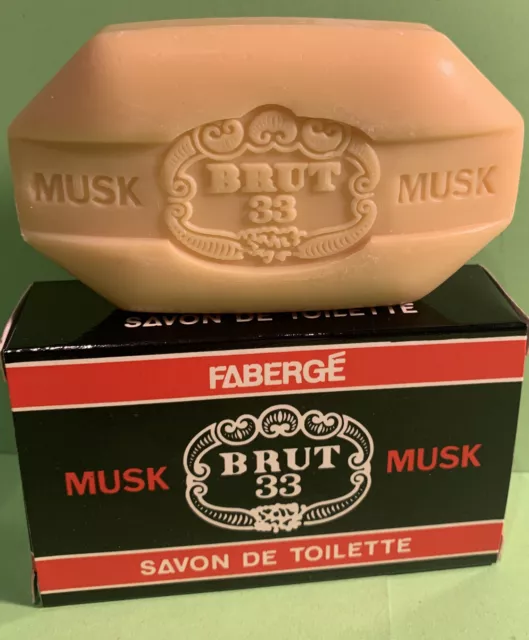 MUSK BRUT MUSK
33
SAVON DE TOILETTE
FABERGÉ
MUSK BRUT MUSK
33
SAVON DE TOILETTE